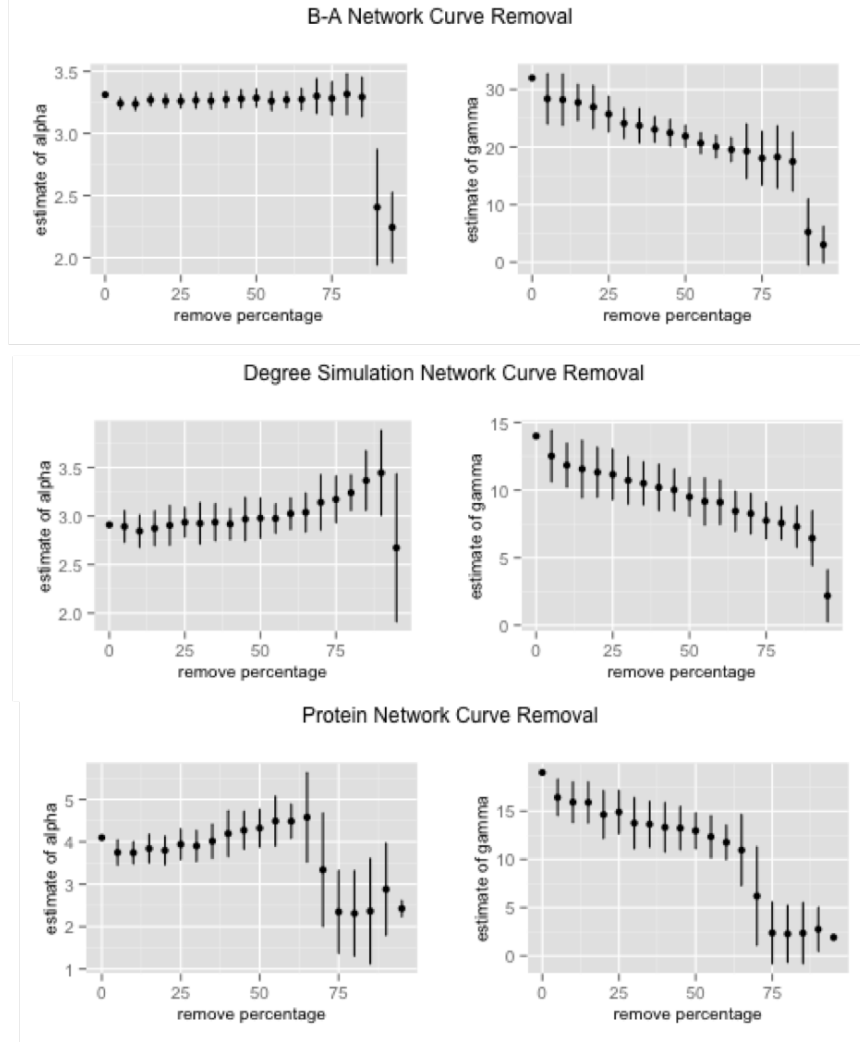 B-A Network Curve Removal
estimate of alpha
3.5
3.0
2.5
2.0
0 25 50 75
remove percentage
estimate of gamma
30
20
10
0
0 25 50 75
remove percentage
Degree Simulation Network Curve Removal
estimate of alpha
3.5
3.0
2.5
2.0
0 25 50 75
remove percentage
estimate of gamma
15
10
5
0
0 25 50 75
remove percentage
Protein Network Curve Removal
estimate of alpha
5
4
3
2
1
0 25 50 75
remove percentage
estimate of gamma
15
10
5
0
0 25 50 75
remove percentage